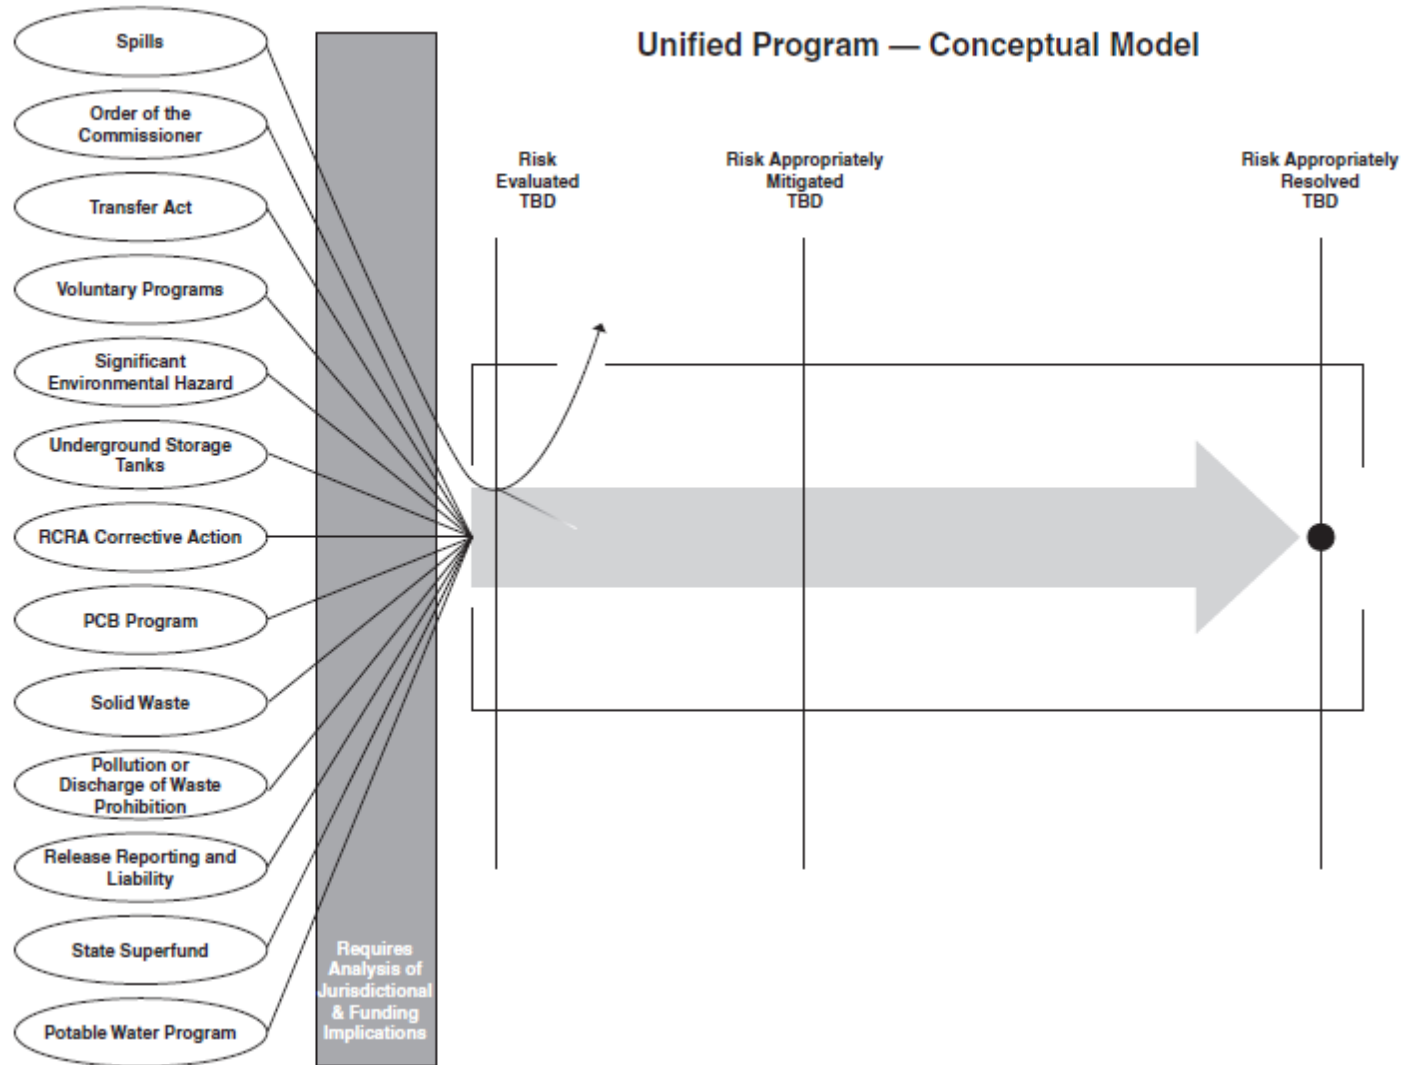 Unified Program — Conceptual Model
Spills
Order of the
Commissioner
Transfer Act
Voluntary Programs
Significant
Environmental Hazard
Underground Storage
Tanks
RCRA Corrective Action
PCB Program
Solid Waste
Pollution or
Discharge of Waste
Prohibition
Release Reporting and
Liability
State Superfund
Potable Water Program
Requires
Analysis of
Jurisdictional
& Funding
Implications
Risk
Evaluated
TBD
Risk Appropriately
Mitigated
TBD
Risk Appropriately
Resolved
TBD